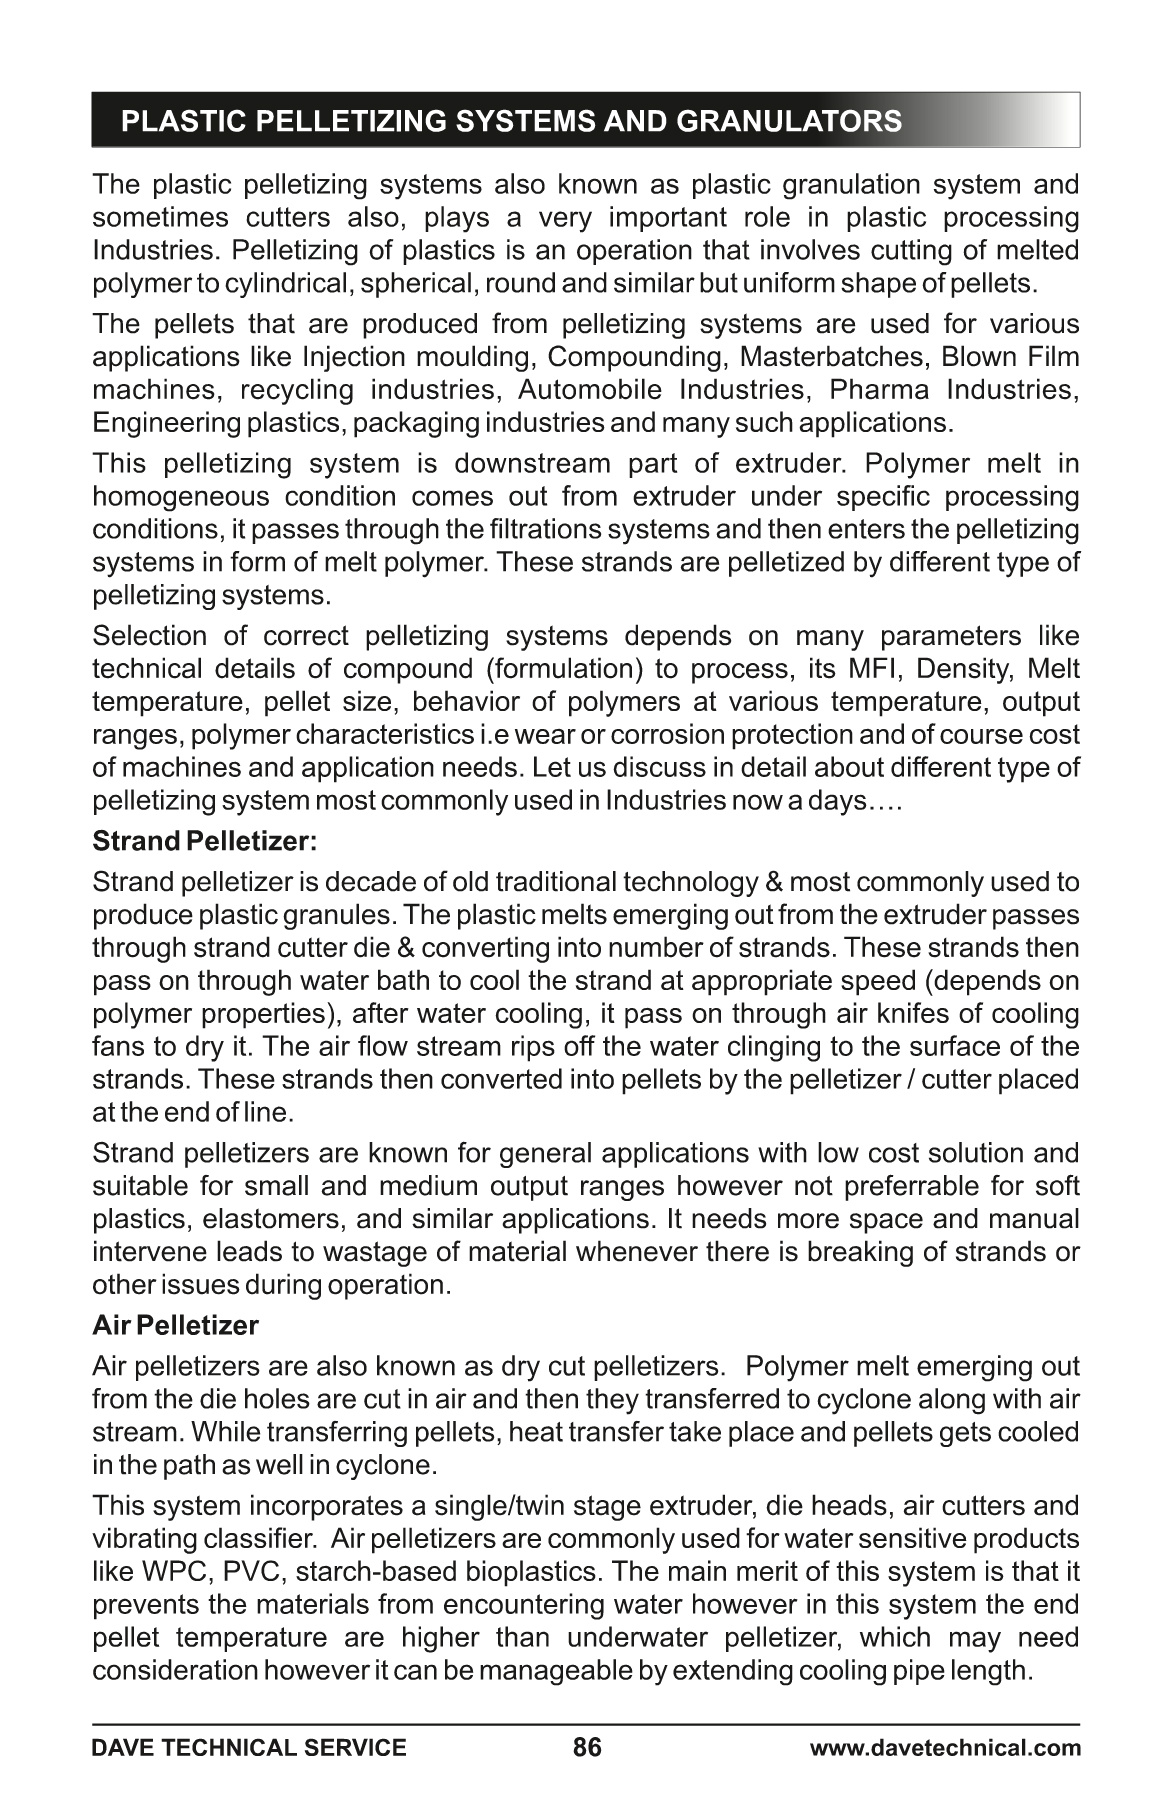 PLASTIC PELLETIZING SYSTEMS AND GRANULATORS
The plastic pelletizing systems also known as plastic granulation system and
sometimes cutters also, plays a very important role in plastic processing
Industries. Pelletizing of plastics is an operation that involves cutting of melted
polymer to cylindrical, spherical, round and similar but uniform shape of pellets.
The pellets that are produced from pelletizing systems are used for various
applications like Injection moulding, Compounding, Masterbatches, Blown Film
machines, recycling industries, Automobile Industries, Pharma Industries,
Engineering plastics, packaging industries and many such applications.
This pelletizing system is downstream part of extruder. Polymer melt in
homogeneous condition comes out from extruder under specific processing
conditions, it passes through the filtrations systems and then enters the pelletizing
systems in form of melt polymer. These strands are pelletized by different type of
pelletizing systems.
Selection of correct pelletizing systems depends on many parameters like
technical details of compound (formulation) to process, its MFI, Density, Melt
temperature, pellet size, behavior of polymers at various temperature, output
ranges, polymer characteristics i.e wear or corrosion protection and of course cost
of machines and application needs. Let us discuss in detail about different type of
pelletizing system most commonly used in Industries now a days….
Strand Pelletizer:
Strand pelletizer is decade of old traditional technology & most commonly used to
produce plastic granules. The plastic melts emerging out from the extruder passes
through strand cutter die & converting into number of strands. These strands then
pass on through water bath to cool the strand at appropriate speed (depends on
polymer properties), after water cooling, it pass on through air knifes of cooling
fans to dry it. The air flow stream rips off the water clinging to the surface of the
strands. These strands then converted into pellets by the pelletizer / cutter placed
at the end of line.
Strand pelletizers are known for general applications with low cost solution and
suitable for small and medium output ranges however not preferrable for soft
plastics, elastomers, and similar applications. It needs more space and manual
intervene leads to wastage of material whenever there is breaking of strands or
other issues during operation.
Air Pelletizer
Air pelletizers are also known as dry cut pelletizers. Polymer melt emerging out
from the die holes are cut in air and then they transferred to cyclone along with air
stream. While transferring pellets, heat transfer take place and pellets gets cooled
in the path as well in cyclone.
This system incorporates a single/twin stage extruder, die heads, air cutters and
vibrating classifier. Air pelletizers are commonly used for water sensitive products
like WPC, PVC, starch-based bioplastics. The main merit of this system is that it
prevents the materials from encountering water however in this system the end
pellet temperature are higher than underwater pelletizer, which may need
consideration however it can be manageable by extending cooling pipe length.
DAVE TECHNICAL SERVICE 86 www.davetechnical.com